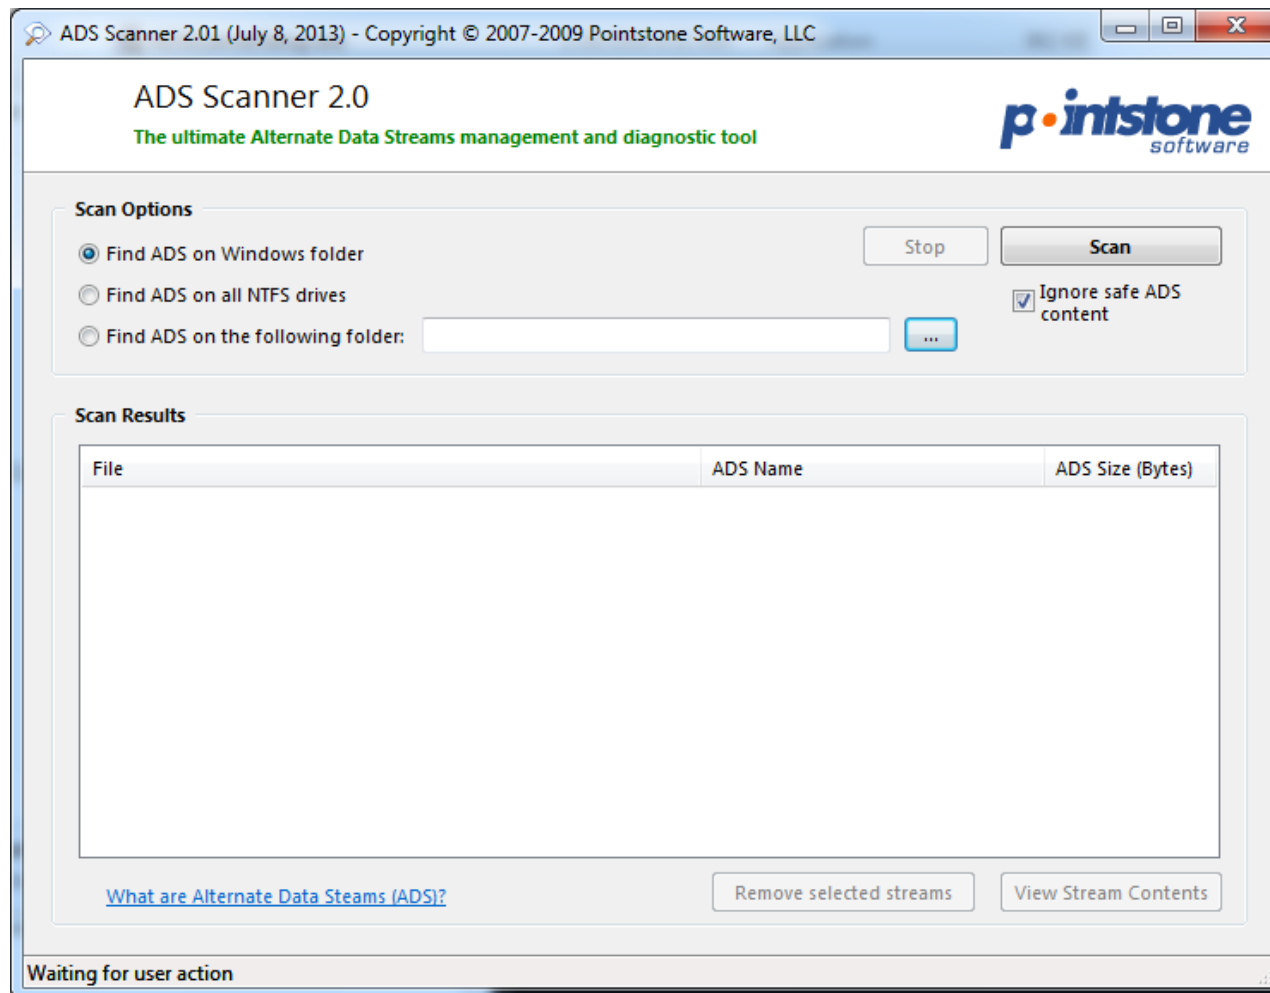 ADS Scanner 2.01 (July 8, 2013) - Copyright © 2007-2009 Pointstone Software, LLC
ADS Scanner 2.0
The ultimate Alternate Data Streams management and diagnostic tool
pointstone
software
Scan Options
Find ADS on Windows folder
Stop
Scan
Find ADS on all NTFS drives
Ignore safe ADS
content
Find ADS on the following folder:
...
Scan Results
File
ADS Name
ADS Size (Bytes)
What are Alternate Data Steams (ADS)?
Remove selected streams
View Stream Contents
Waiting for user action